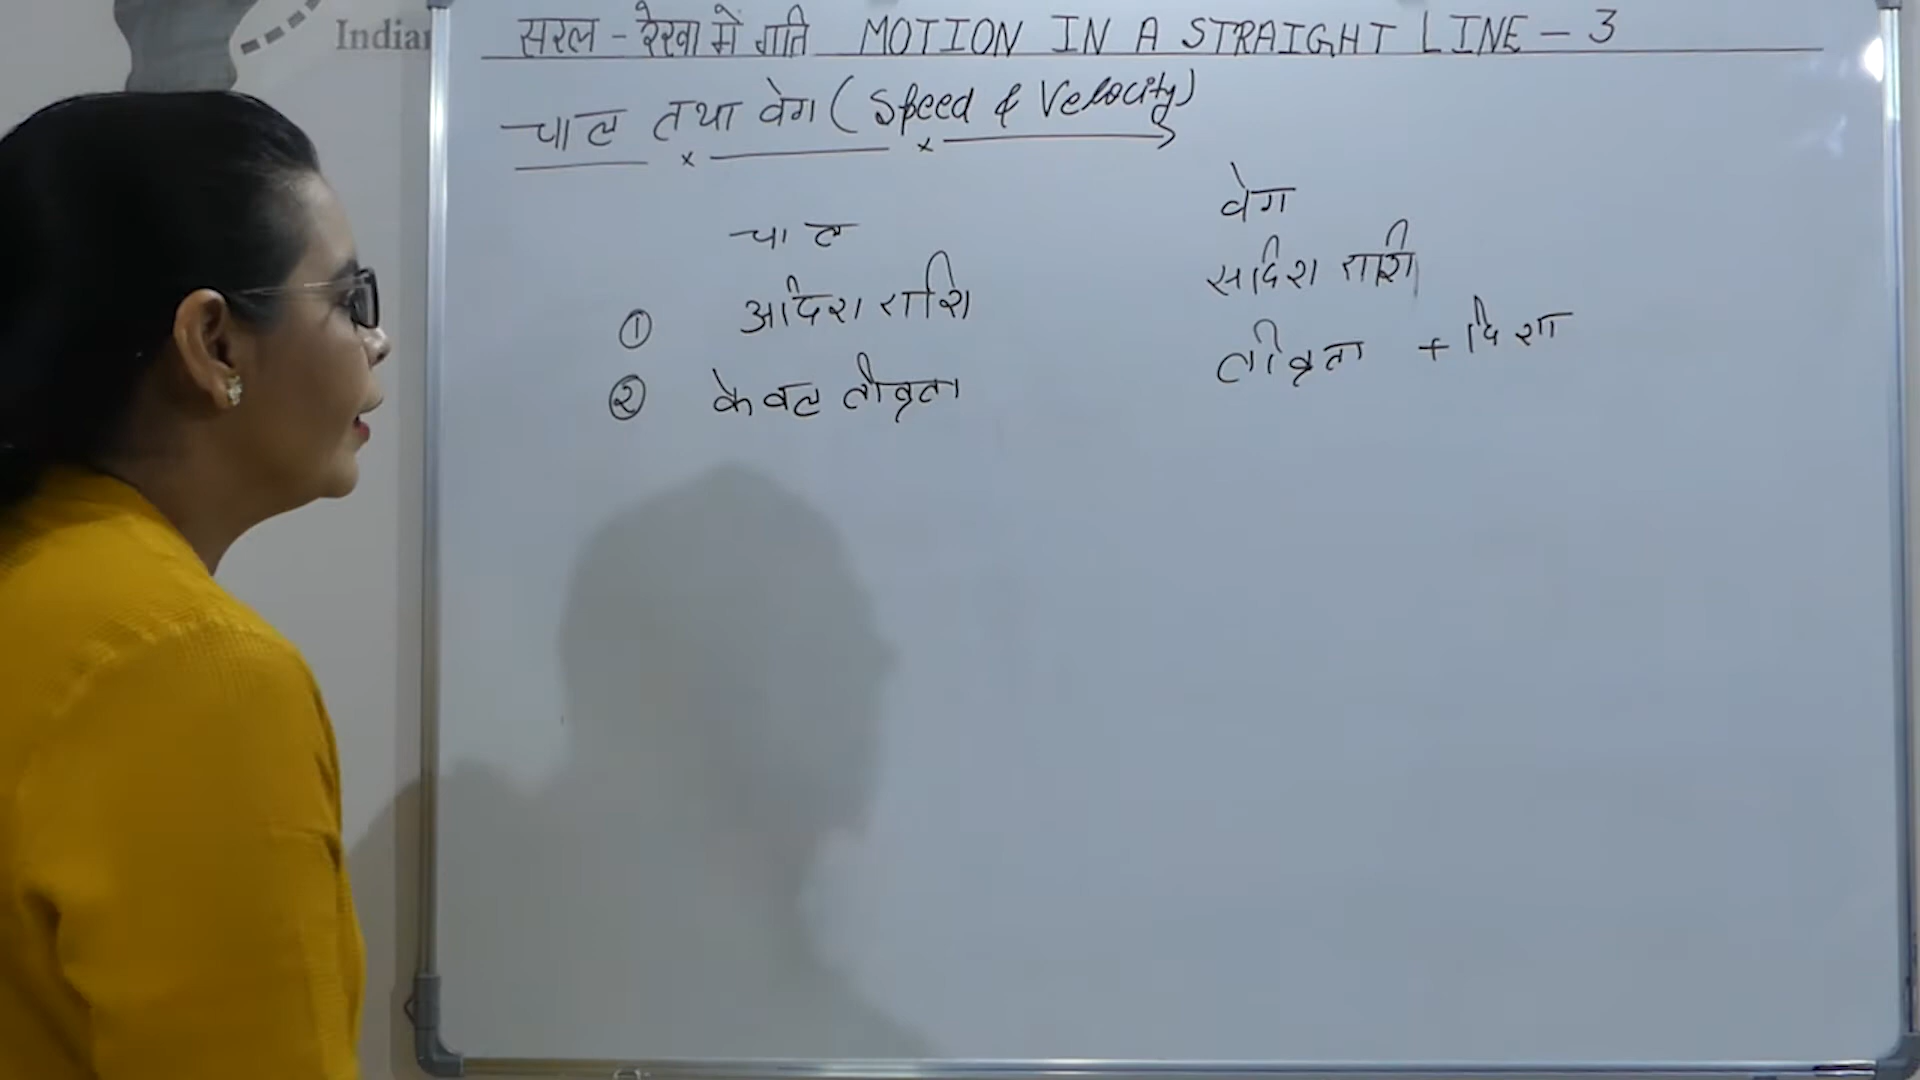 Indian
सरल - रेखा में गति MOTION IN A STRAIGHT LINE - 3
चाल तथा वेग ( Speed & Velocity )
चाल वेग
① अदिश राशि सदिश राशि
② केवल तीव्रता तीव्रता + दिशा